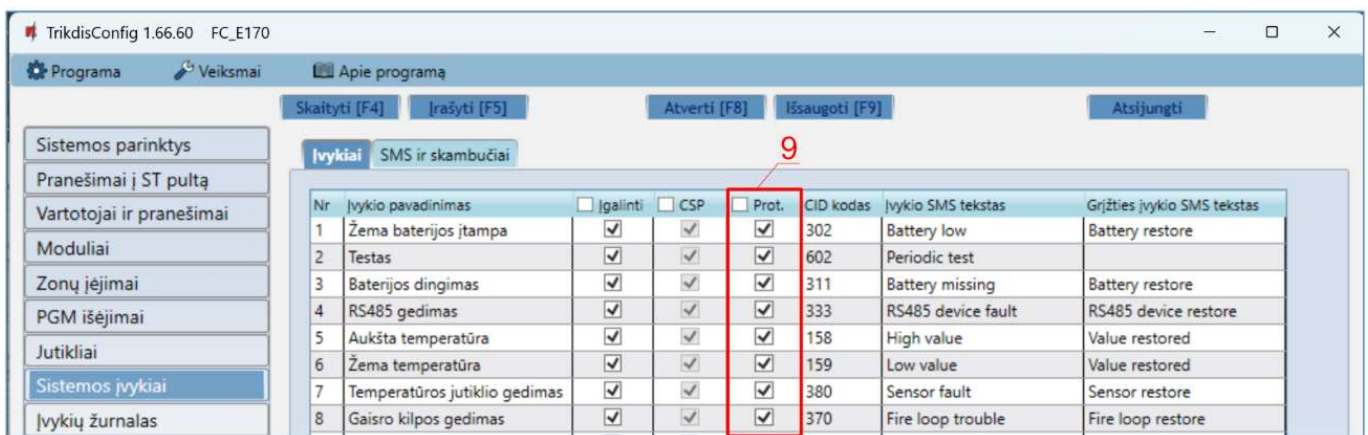 TrikdisConfig 1.66.60 FC_E170
Programa Veiksmai Apie programą
Skaityti [F4] Įrašyti [F5] Atverti [F8] Išsaugoti [F9] Atsijungti
Sistemos parinktys
Pranešimai į ST pultą
Vartotojai ir pranešimai
Moduliai
Zonų įėjimai
PGM išėjimai
Jutikliai
Sistemos įvykiai
Įvykių žurnalas
Įvykiai SMS ir skambučiai
9
Nr Įvykio pavadinimas Įgalinti CSP Prot. CID kodas Įvykio SMS tekstas Grįžties įvykio SMS tekstas
1 Žema baterijos įtampa 302 Battery low Battery restore
2 Testas 602 Periodic test
3 Baterijos dingimas 311 Battery missing Battery restore
4 RS485 gedimas 333 RS485 device fault RS485 device restore
5 Aukšta temperatūra 158 High value Value restored
6 Žema temperatūra 159 Low value Value restored
7 Temperatūros jutiklio gedimas 380 Sensor fault Sensor restore
8 Gaisro kilpos gedimas 370 Fire loop trouble Fire loop restore